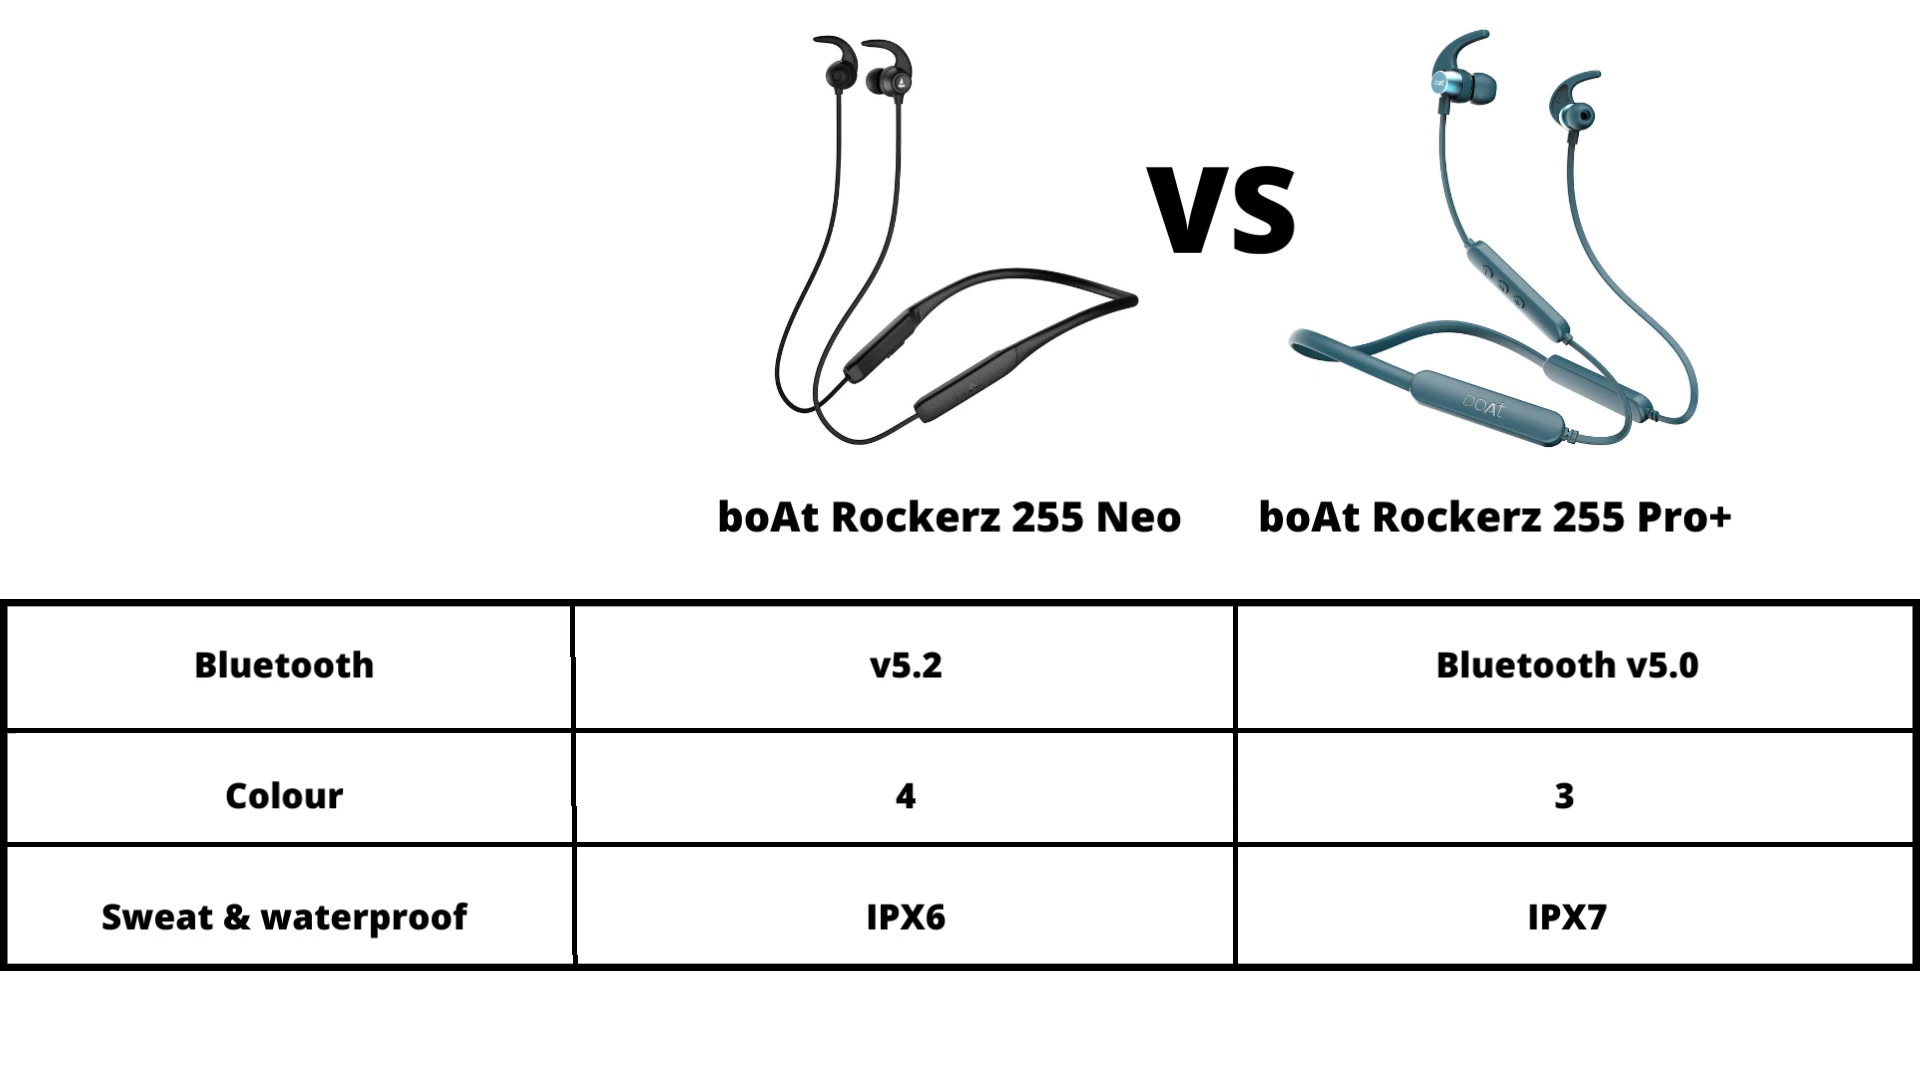 VS
boAt
boAt Rockerz 255 Neo
boAt Rockerz 255 Pro+
Bluetooth
v5.2
Bluetooth v5.0
Colour
4
3
Sweat & waterproof
IPX6
IPX7